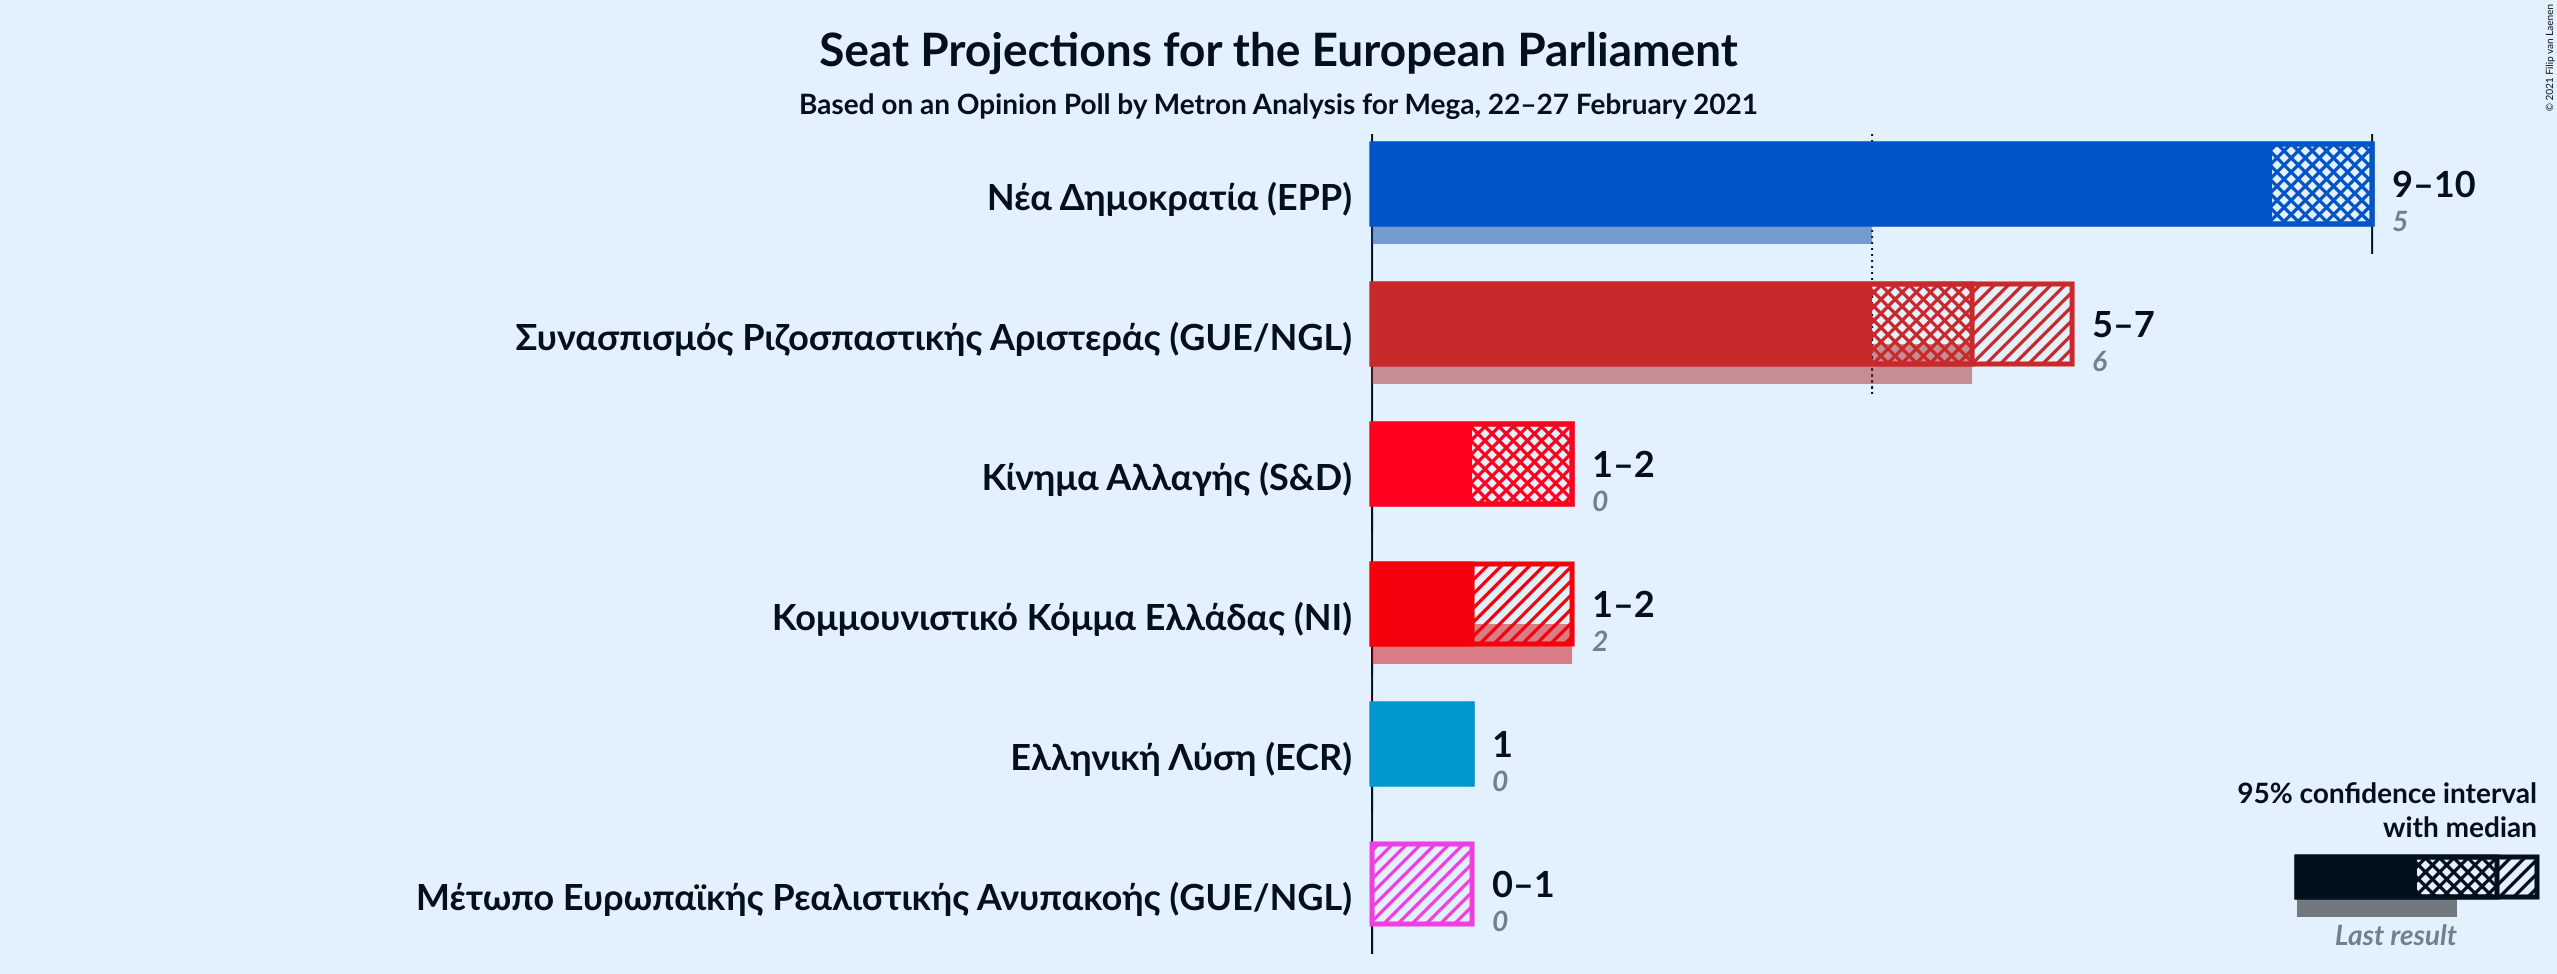 Seat Projections for the European Parliament
Based on an Opinion Poll by Metron Analysis for Mega, 22–27 February 2021
© 2021 Filip van Laenen
Νέα Δημοκρατία (EPP)
9–10
5
Συνασπισμός Ριζοσπαστικής Αριστεράς (GUE/NGL)
5–7
6
Κίνημα Αλλαγής (S&D)
1–2
0
Κομμουνιστικό Κόμμα Ελλάδας (NI)
1–2
2
Ελληνική Λύση (ECR)
1
0
Μέτωπο Ευρωπαϊκής Ρεαλιστικής Ανυπακοής (GUE/NGL)
0–1
0
95% confidence interval
with median
Last result